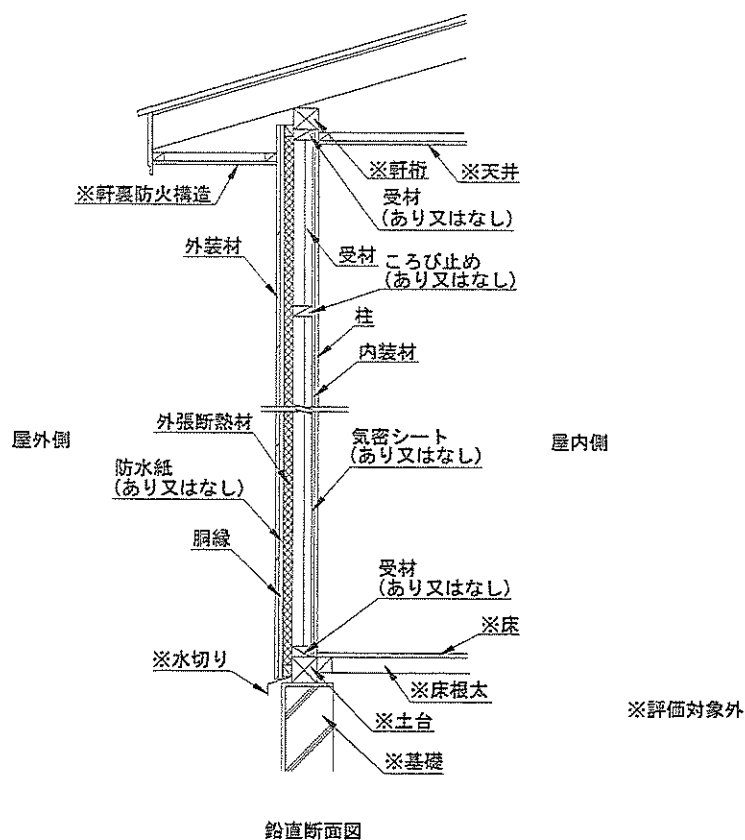 ※軒桁
※天井
※軒裏防火構造
受材
(あり又はなし)
外装材
受材
ころび止め
(あり又はなし)
柱
内装材
外張断熱材
屋外側
気密シート
(あり又はなし)
屋内側
防水紙
(あり又はなし)
胴縁
受材
(あり又はなし)
※床
※水切り
※床根太
※土台
※評価対象外
※基礎
鉛直断面図